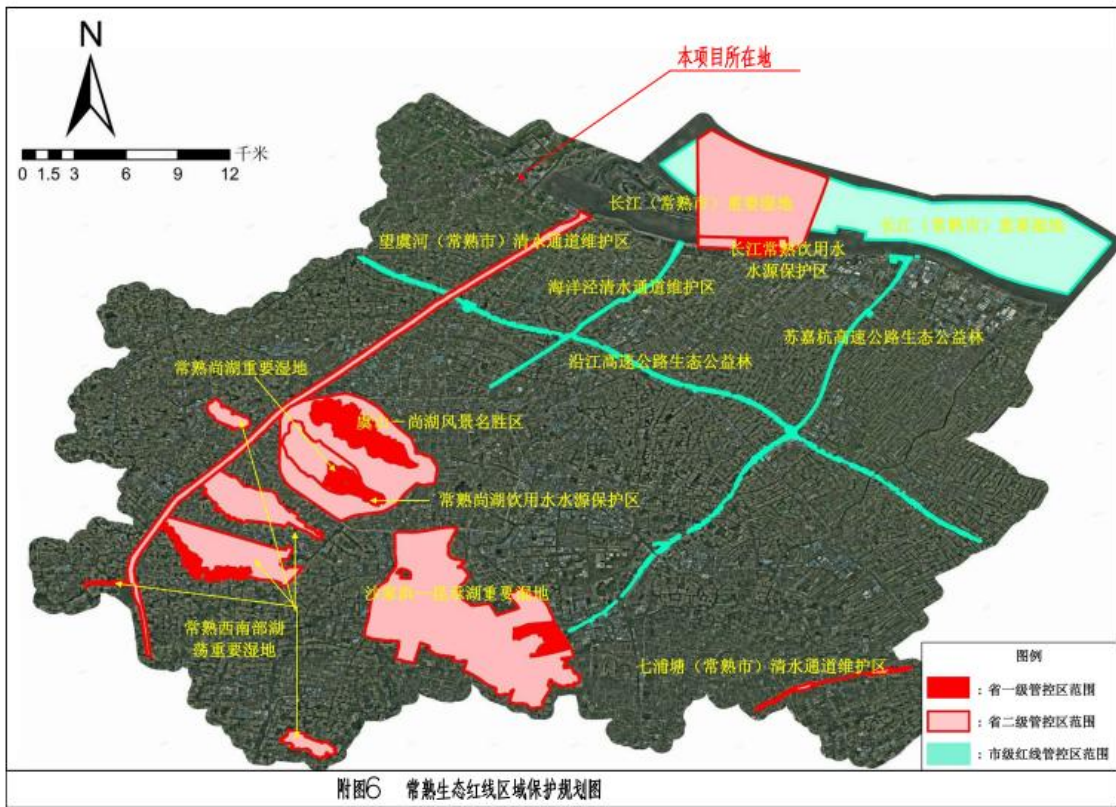 本项目所在地
N
千米
0 1.5 3 6 9 12
长江（常熟市）重要湿地
长江（常熟市）重要湿地
望虞河（常熟市）清水通道维护区
长江常熟饮用水
水源保护区
海洋泾清水通道维护区
苏嘉杭高速公路生态公益林
沿江高速公路生态公益林
常熟尚湖重要湿地
虞山一尚湖风景名胜区
常熟尚湖饮用水水源保护区
沙家浜一昆承湖重要湿地
常熟西南部湖
荡重要湿地
七浦塘（常熟市）清水通道维护区
图例
：省一级管控区范围
：省二级管控区范围
：市级红线管控区范围
附图6 常熟生态红线区域保护规划图